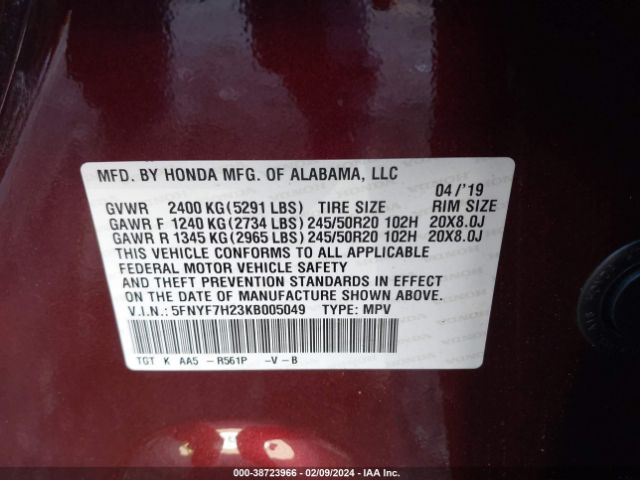 MFD. BY HONDA MFG. OF ALABAMA, LLC
04/'19
GVWR 2400 KG(5291 LBS) TIRE SIZE RIM SIZE
GAWR F 1240 KG(2734 LBS)245/50R20 102H 20X8.0J
GAWR R 1345 KG(2965 LBS)245/50R20 102H 20X8.0J
THIS VEHICLE CONFORMS TO ALL APPLICABLE
FEDERAL MOTOR VEHICLE SAFETY
AND THEFT PREVENTION STANDARDS IN EFFECT
ON THE DATE OF MANUFACTURE SHOWN ABOVE.
V.I.N.: 5FNYF7H23KB005049 TYPE: MPV
TGT K AA5 -R561P -V-B
000-38723966 - 02/09/2024 - IAA Inc.